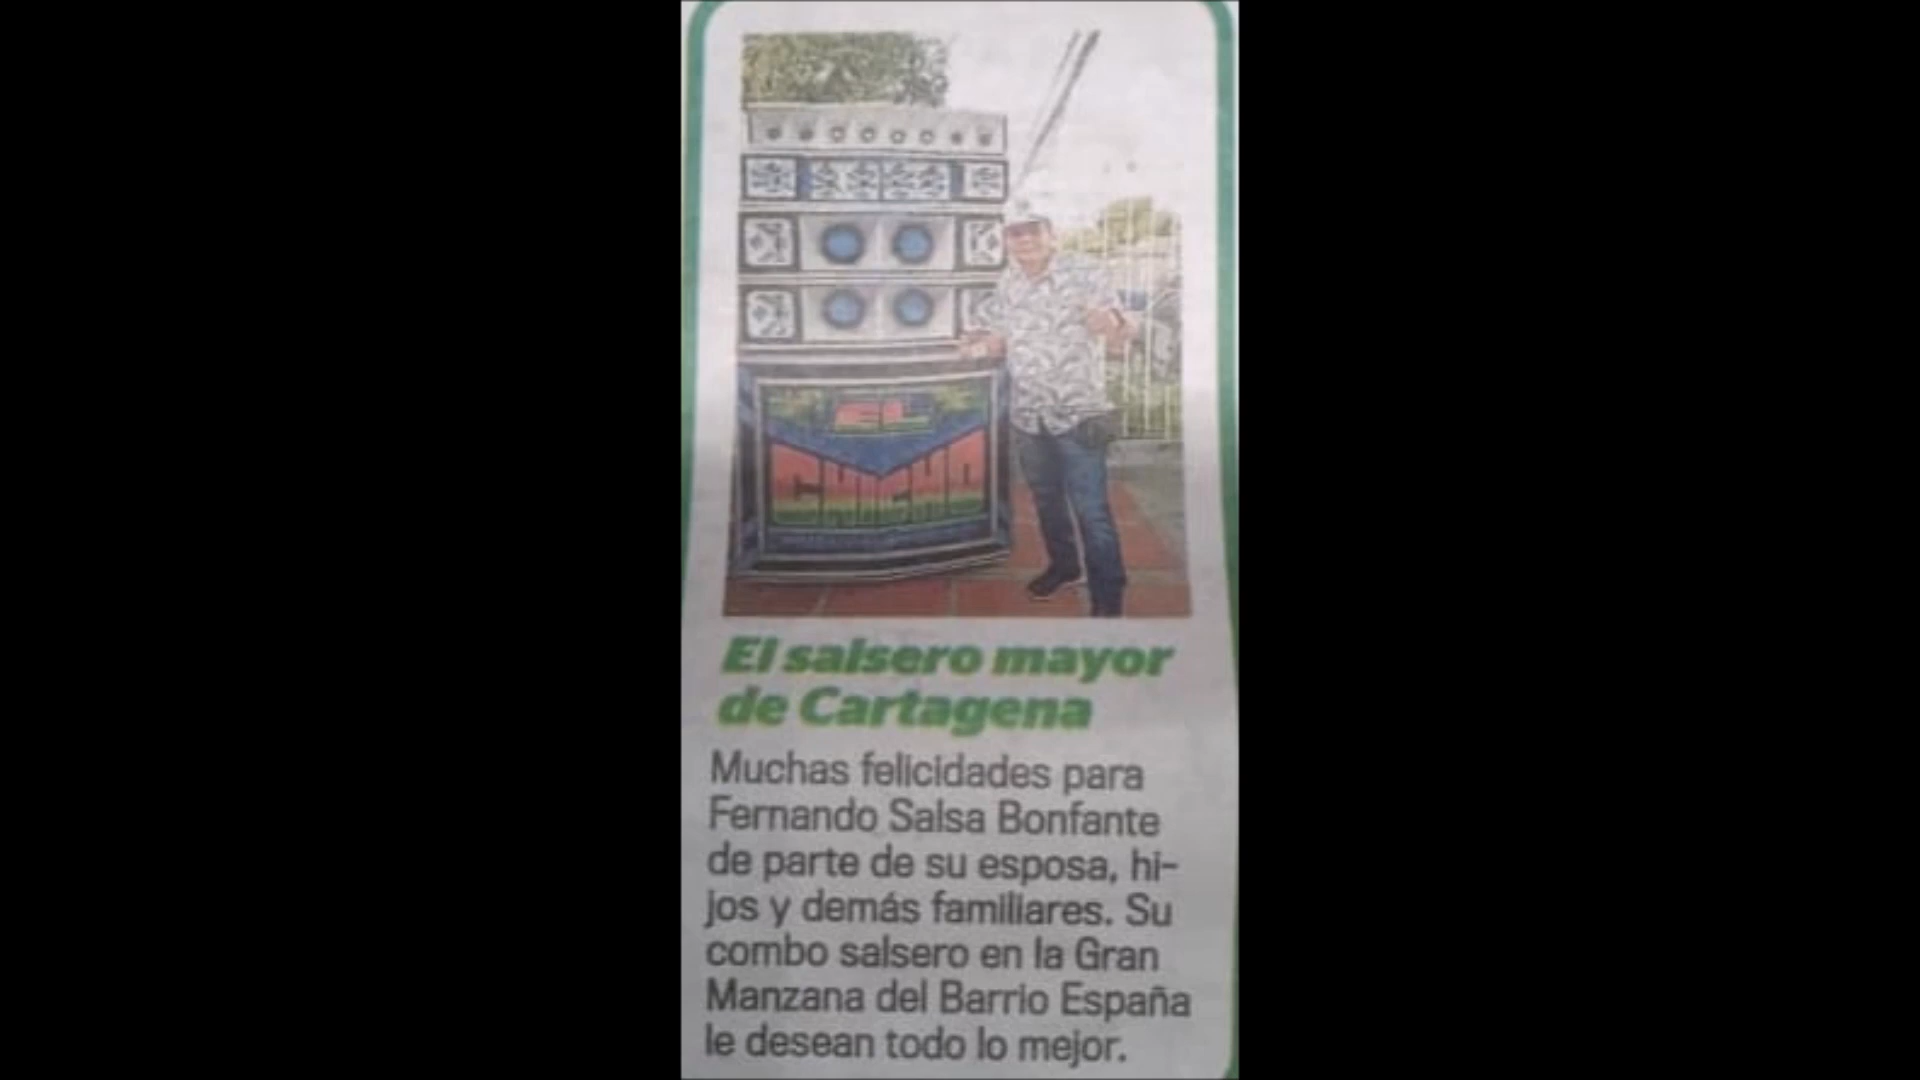 EL
CHICHO
El salsero mayor
de Cartagena
Muchas felicidades para
Fernando Salsa Bonfante
de parte de su esposa, hi-
jos y demás familiares. Su
combo salsero en la Gran
Manzana del Barrio España
le desean todo lo mejor.